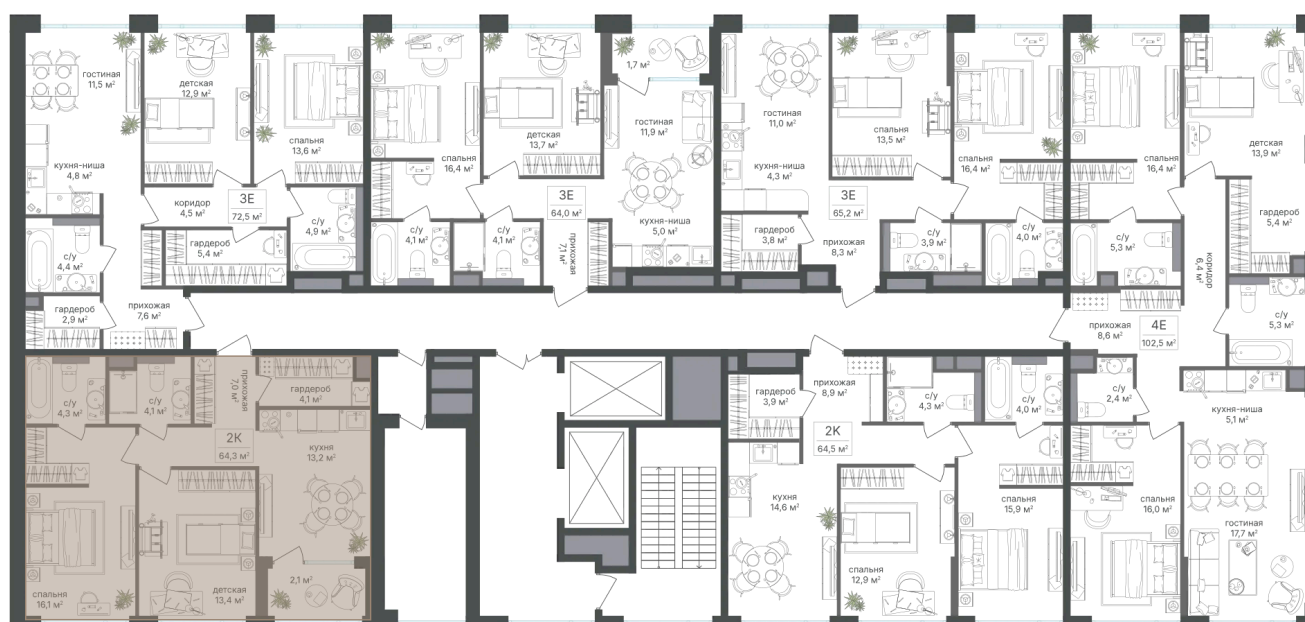 гостиная
11,5 м²
кухня-ниша
4,8 м²
детская
12,9 м²
спальня
13,6 м²
коридор
4,5 м²
3Е
72,5 м²
с/у
4,9 м²
гардероб
5,4 м²
с/у
4,4 м²
гардероб
2,9 м²
прихожая
7,6 м²
спальня
16,4 м²
детская
13,7 м²
1,7 м²
гостиная
11,9 м²
3Е
64,0 м²
кухня-ниша
5,0 м²
с/у
4,1 м²
с/у
4,1 м²
прихожая
7,1 м²
гостиная
11,0 м²
кухня-ниша
4,3 м²
спальня
13,5 м²
спальня
16,4 м²
3Е
65,2 м²
гардероб
3,8 м²
прихожая
8,3 м²
с/у
3,9 м²
с/у
4,0 м²
спальня
16,4 м²
детская
13,9 м²
гардероб
5,4 м²
с/у
5,3 м²
коридор
6,4 м²
прихожая
8,6 м²
4Е
102,5 м²
с/у
5,3 м²
с/у
2,4 м²
кухня-ниша
5,1 м²
спальня
16,0 м²
гостиная
17,7 м²
с/у
4,3 м²
с/у
4,1 м²
прихожая
7,0 м²
гардероб
4,1 м²
2К
64,3 м²
кухня
13,2 м²
спальня
16,1 м²
детская
13,4 м²
2,1 м²
гардероб
3,9 м²
прихожая
8,9 м²
с/у
4,3 м²
с/у
4,0 м²
2К
64,5 м²
кухня
14,6 м²
спальня
12,9 м²
спальня
15,9 м²